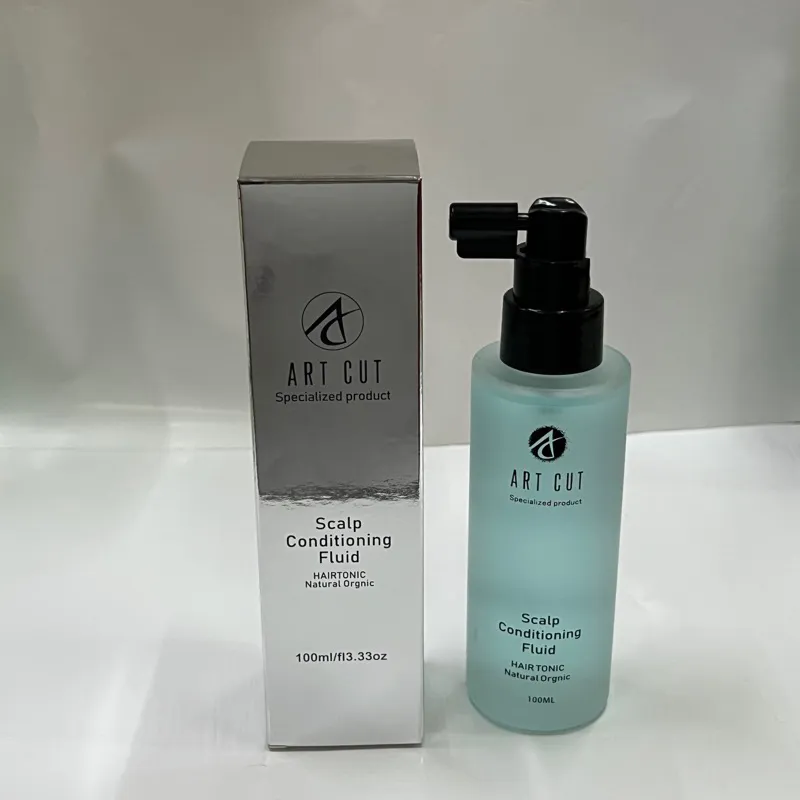 ART CUT
Specialized product
Scalp
Conditioning
Fluid
HAIRTONIC
Natural Orgnic
100ml/fl3.33oz
ART CUT
Specialized product
Scalp
Conditioning
Fluid
HAIR TONIC
Natural Orgnic
100ML